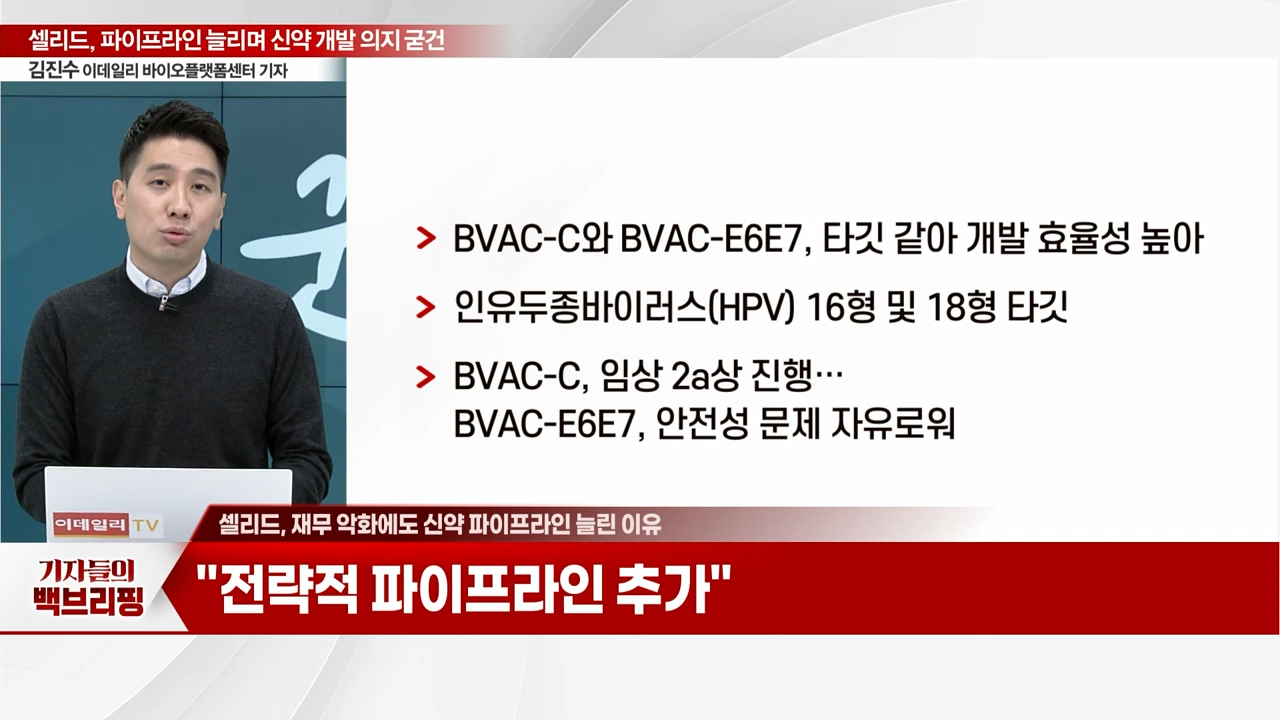 셀리드, 파이프라인 늘리며 신약 개발 의지 굳건
김진수 이데일리 바이오플랫폼센터 기자
> BVAC-C와 BVAC-E6E7, 타깃 같아 개발 효율성 높아
> 인유두종바이러스(HPV) 16형 및 18형 타깃
> BVAC-C, 임상 2a상 진행…
BVAC-E6E7, 안전성 문제 자유로워
이데일리 TV
셀리드, 재무 악화에도 신약 파이프라인 늘린 이유
기자들의
백브리핑
"전략적 파이프라인 추가"